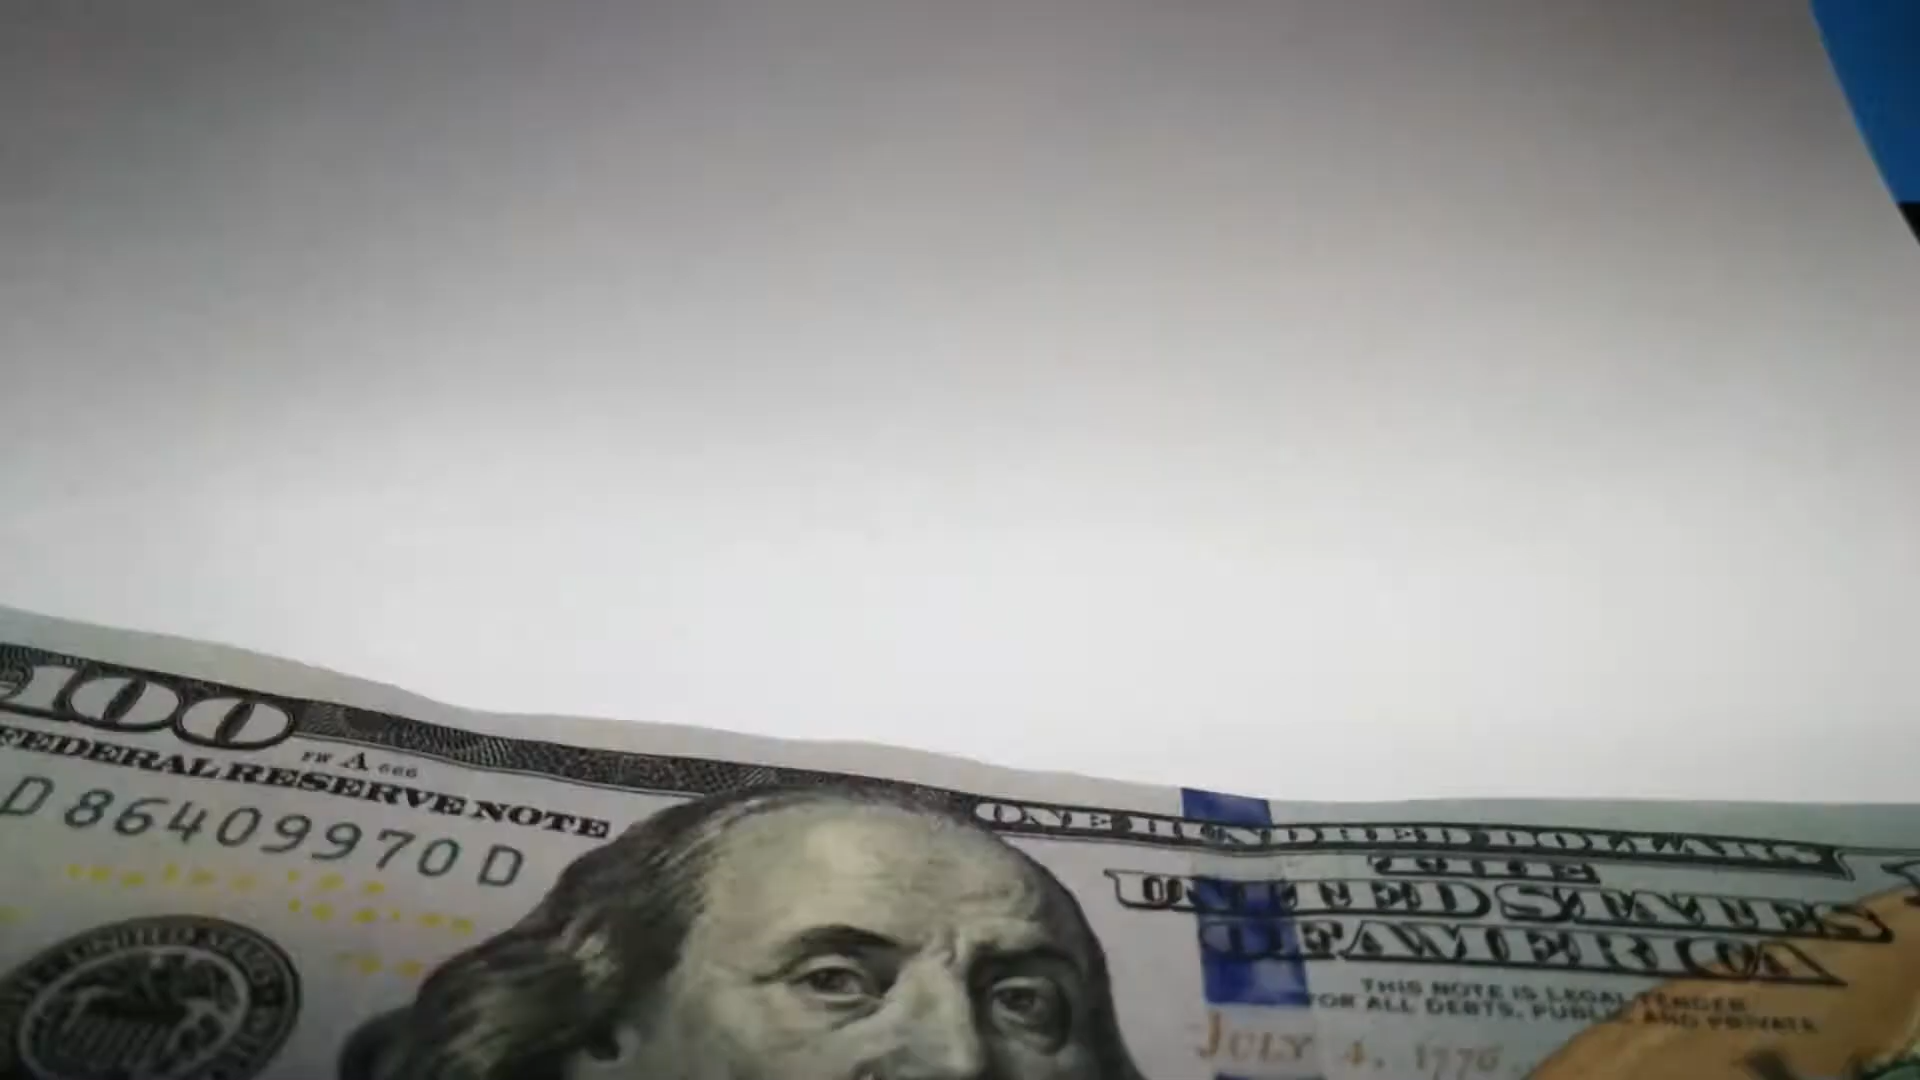 100
FW A 666
FEDERAL RESERVE NOTE
D 86409970 D
ONE HUNDRED DOLLARS
THE
UNITED STATES
OF AMERICA
THIS NOTE IS LEGAL TENDER
FOR ALL DEBTS, PUBLIC AND PRIVATE
JULY 4, 1776